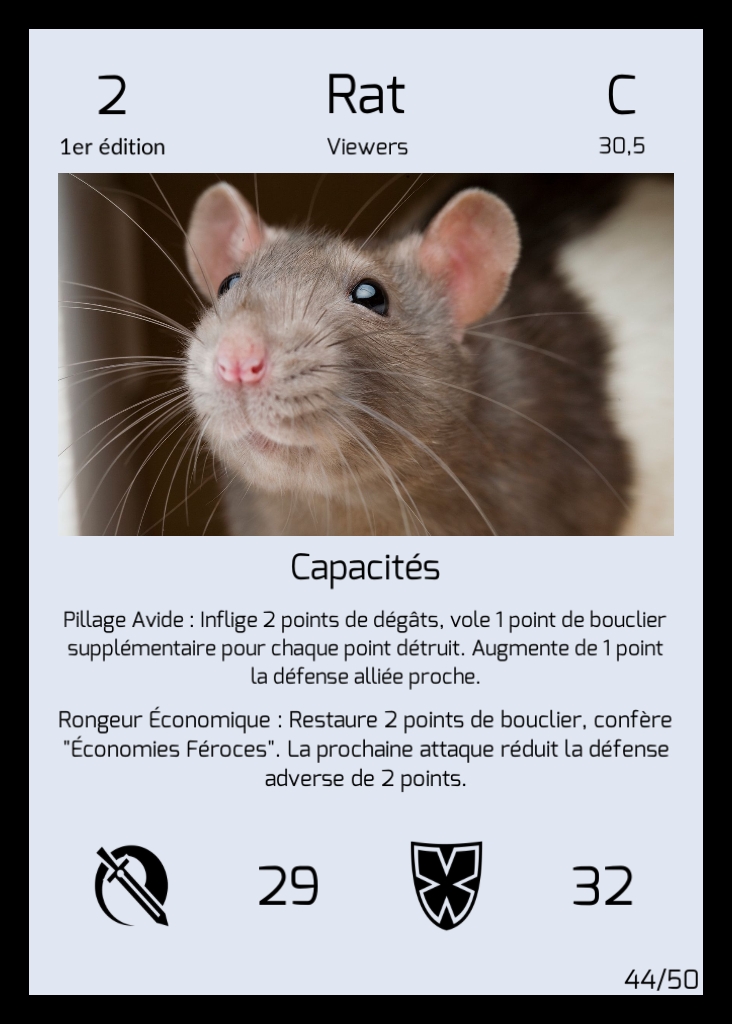 2 Rat C
1er édition Viewers 30,5
Capacités
Pillage Avide : Inflige 2 points de dégâts, vole 1 point de bouclier
supplémentaire pour chaque point détruit. Augmente de 1 point
la défense alliée proche.
Rongeur Économique : Restaure 2 points de bouclier, confère
"Économies Féroces". La prochaine attaque réduit la défense
adverse de 2 points.
29 32
44/50